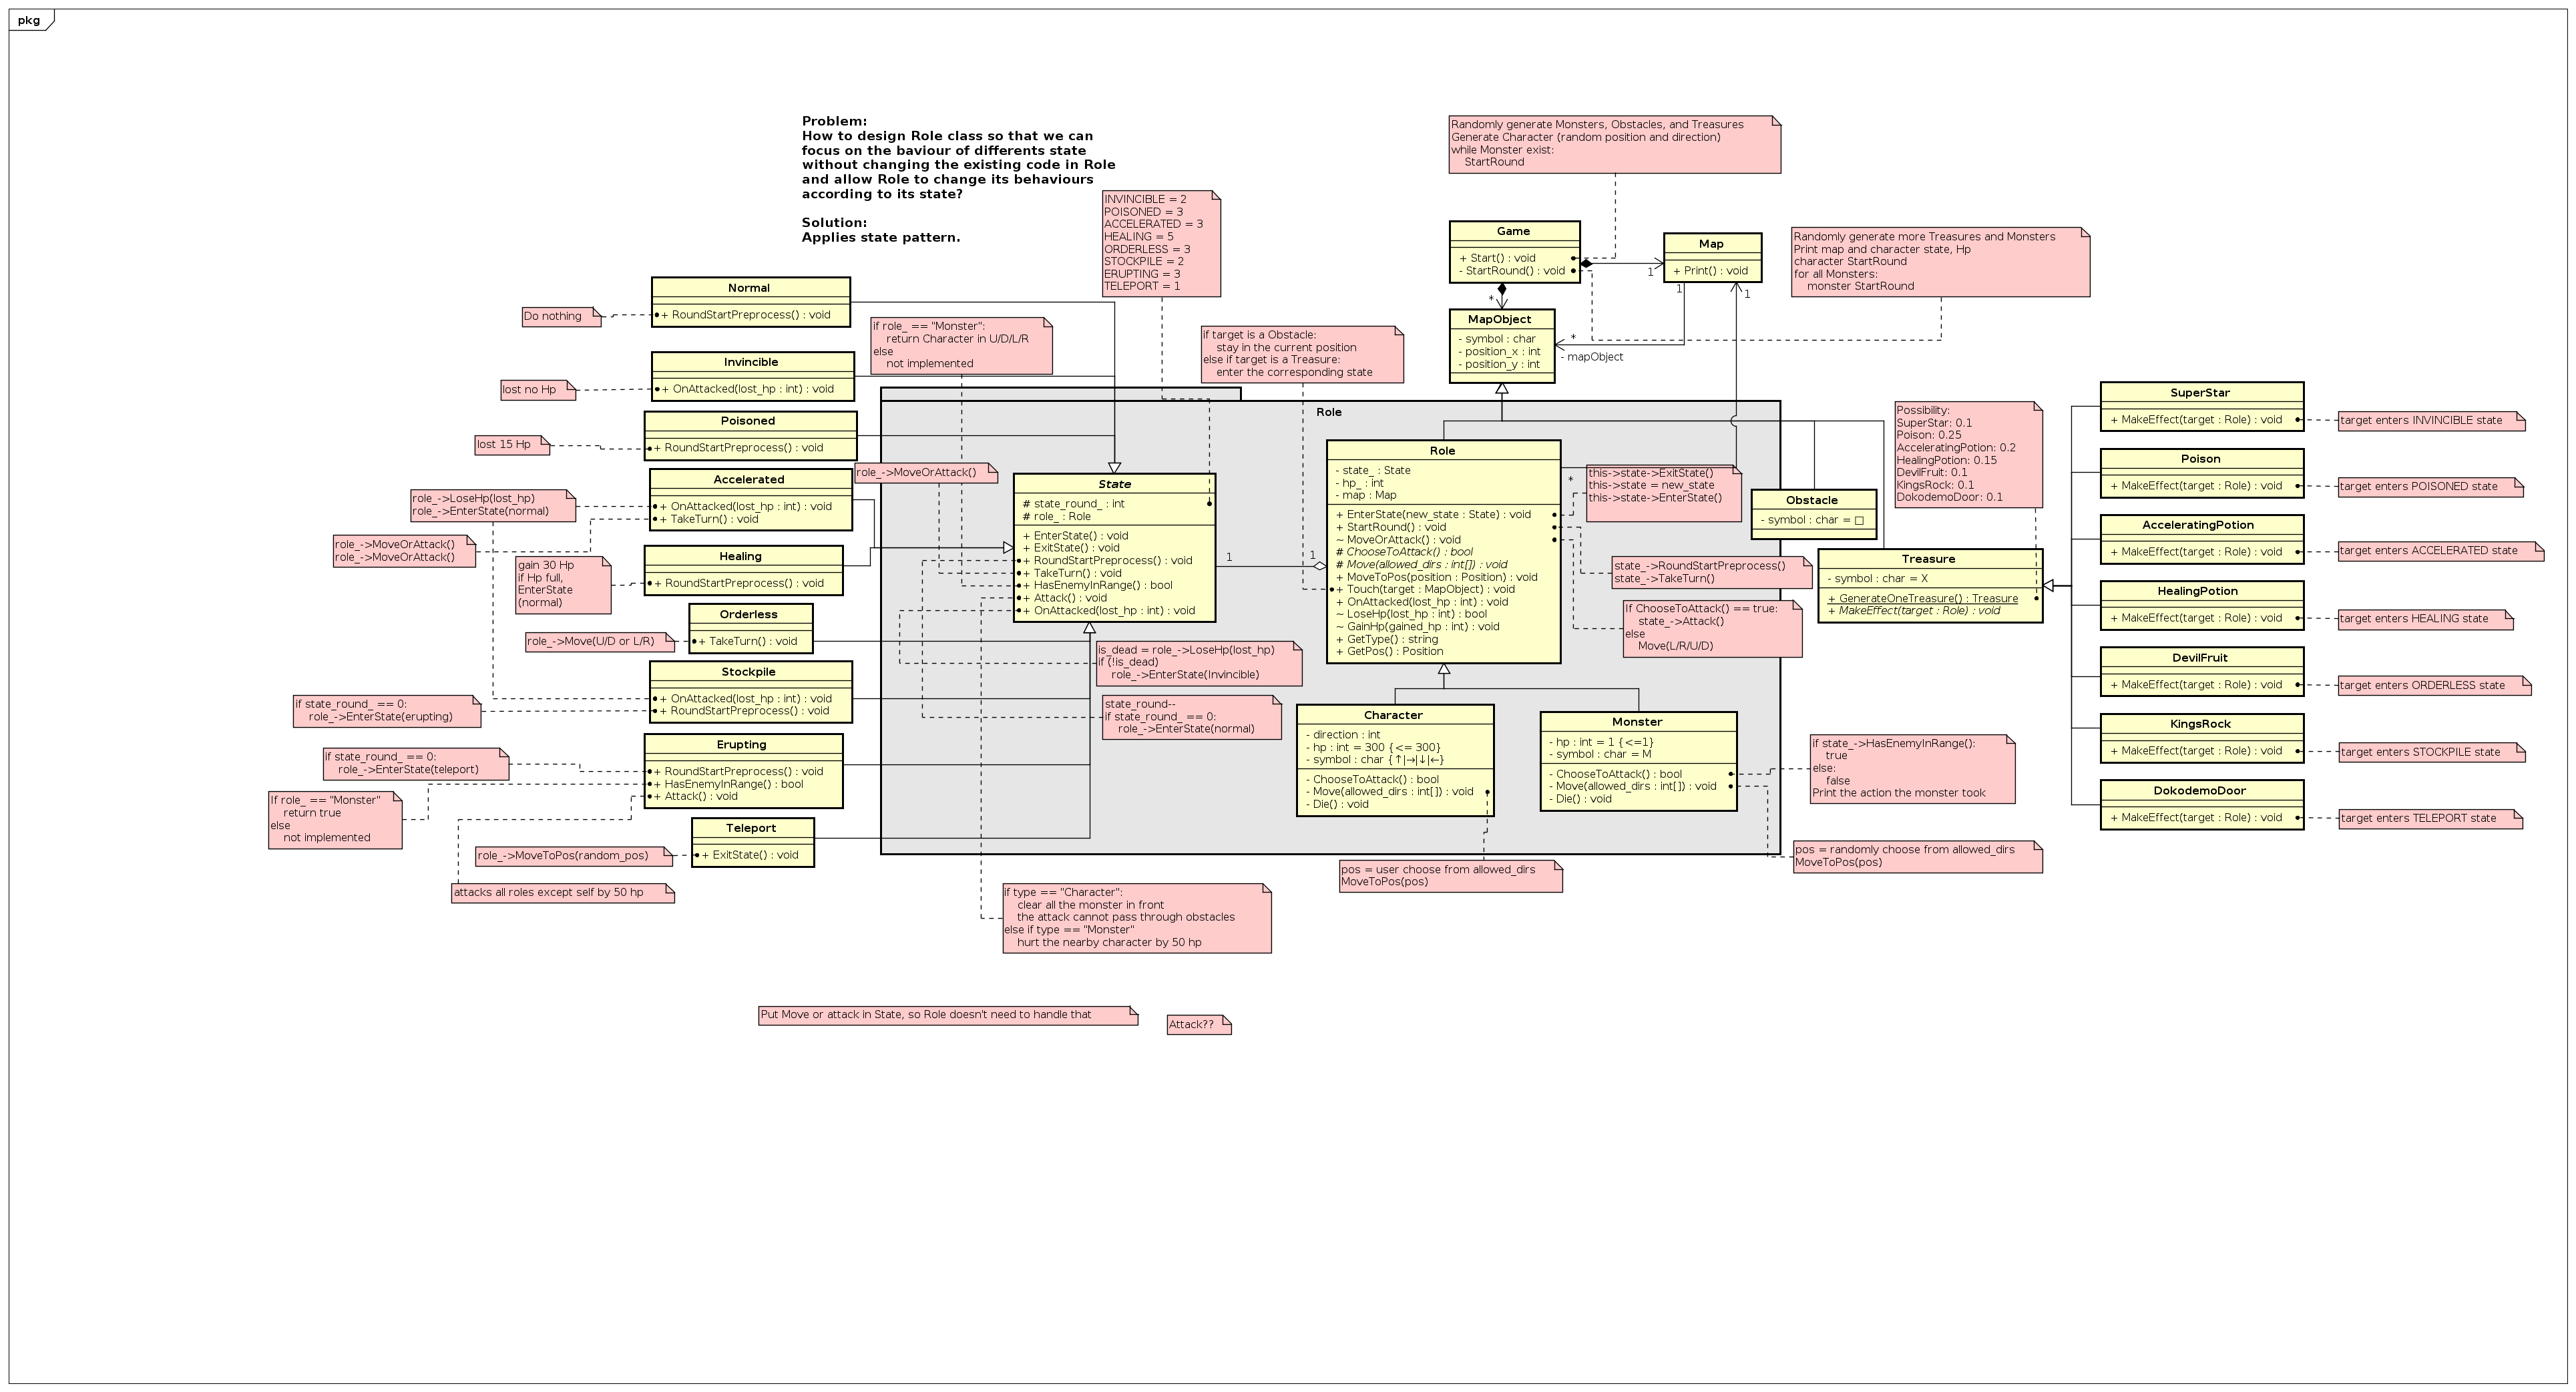 pkg
Problem:
How to design Role class so that we can
focus on the baviour of differents state
without changing the existing code in Role
and allow Role to change its behaviours
according to its state?
Solution:
Applies state pattern.
INVINCIBLE = 2
POISONED = 3
ACCELERATED = 3
HEALING = 5
ORDERLESS = 3
STOCKPILE = 2
ERUPTING = 3
TELEPORT = 1
Randomly generate Monsters, Obstacles, and Treasures
Generate Character (random position and direction)
while Monster exist:
StartRound
Game
+ Start() : void
- StartRound() : void
1
Map
+ Print() : void
1
1
Randomly generate more Treasures and Monsters
Print map and character state, Hp
character StartRound
for all Monsters:
monster StartRound
*
MapObject
- symbol : char
- position_x : int
- position_y : int
*
- mapObject
Normal
+ RoundStartPreprocess() : void
Do nothing
Invincible
+ OnAttacked(lost_hp : int) : void
lost no Hp
Poisoned
+ RoundStartPreprocess() : void
lost 15 Hp
Accelerated
+ OnAttacked(lost_hp : int) : void
+ TakeTurn() : void
role_->LoseHp(lost_hp)
role_->EnterState(normal)
role_->MoveOrAttack()
role_->MoveOrAttack()
Healing
+ RoundStartPreprocess() : void
gain 30 Hp
if Hp full,
EnterState
(normal)
Orderless
+ TakeTurn() : void
role_->Move(U/D or L/R)
Stockpile
+ OnAttacked(lost_hp : int) : void
+ RoundStartPreprocess() : void
if state_round_ == 0:
role_->EnterState(erupting)
Erupting
+ RoundStartPreprocess() : void
+ HasEnemyInRange() : bool
+ Attack() : void
if state_round_ == 0:
role_->EnterState(teleport)
If role_ == "Monster"
return true
else
not implemented
Teleport
+ ExitState() : void
role_->MoveToPos(random_pos)
attacks all roles except self by 50 hp
if role_ == "Monster":
return Character in U/D/L/R
else
not implemented
if target is a Obstacle:
stay in the current position
else if target is a Treasure:
enter the corresponding state
Role
role_->MoveOrAttack()
State
# state_round_ : int
# role_ : Role
+ EnterState() : void
+ ExitState() : void
+ RoundStartPreprocess() : void
+ TakeTurn() : void
+ HasEnemyInRange() : bool
+ Attack() : void
+ OnAttacked(lost_hp : int) : void
1
1
is_dead = role_->LoseHp(lost_hp)
if (!is_dead)
role_->EnterState(Invincible)
state_round--
if state_round_ == 0:
role_->EnterState(normal)
Role
- state_ : State
- hp_ : int
- map : Map
+ EnterState(new_state : State) : void
+ StartRound() : void
~ MoveOrAttack() : void
# ChooseToAttack() : bool
# Move(allowed_dirs : int[]) : void
+ MoveToPos(position : Position) : void
+ Touch(target : MapObject) : void
+ OnAttacked(lost_hp : int) : void
~ LoseHp(lost_hp : int) : bool
~ GainHp(gained_hp : int) : void
+ GetType() : string
+ GetPos() : Position
*
this->state->ExitState()
this->state = new_state
this->state->EnterState()
state_->RoundStartPreprocess()
state_->TakeTurn()
If ChooseToAttack() == true:
state_->Attack()
else
Move(L/R/U/D)
Obstacle
- symbol : char = □
Treasure
- symbol : char = X
+ GenerateOneTreasure() : Treasure
+ MakeEffect(target : Role) : void
Possibility:
SuperStar: 0.1
Poison: 0.25
AcceleratingPotion: 0.2
HealingPotion: 0.15
DevilFruit: 0.1
KingsRock: 0.1
DokodemoDoor: 0.1
Character
- direction : int
- hp : int = 300 {<= 300}
- symbol : char {↑|→|↓|←}
- ChooseToAttack() : bool
- Move(allowed_dirs : int[]) : void
- Die() : void
Monster
- hp : int = 1 {<=1}
- symbol : char = M
- ChooseToAttack() : bool
- Move(allowed_dirs : int[]) : void
- Die() : void
if state_->HasEnemyInRange():
true
else:
false
Print the action the monster took
pos = randomly choose from allowed_dirs
MoveToPos(pos)
pos = user choose from allowed_dirs
MoveToPos(pos)
if type == "Character":
clear all the monster in front
the attack cannot pass through obstacles
else if type == "Monster"
hurt the nearby character by 50 hp
SuperStar
+ MakeEffect(target : Role) : void
target enters INVINCIBLE state
Poison
+ MakeEffect(target : Role) : void
target enters POISONED state
AcceleratingPotion
+ MakeEffect(target : Role) : void
target enters ACCELERATED state
HealingPotion
+ MakeEffect(target : Role) : void
target enters HEALING state
DevilFruit
+ MakeEffect(target : Role) : void
target enters ORDERLESS state
KingsRock
+ MakeEffect(target : Role) : void
target enters STOCKPILE state
DokodemoDoor
+ MakeEffect(target : Role) : void
target enters TELEPORT state
Put Move or attack in State, so Role doesn't need to handle that
Attack??